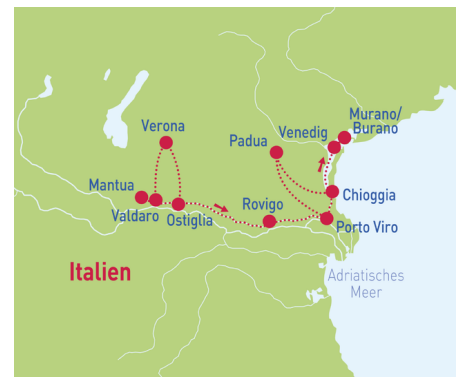 Murano/
Burano
Venedig
Verona
Padua
Mantua
Valdaro
Ostiglia
Rovigo
Chioggia
Porto Viro
Italien
Adriatisches
Meer